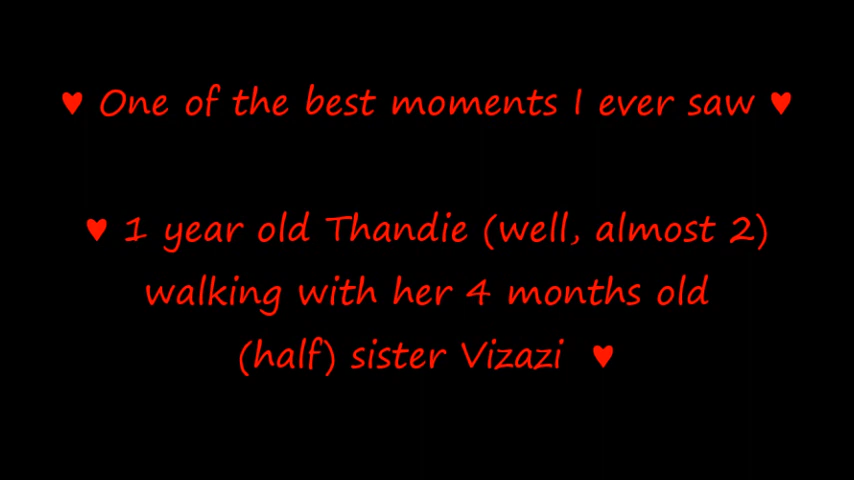 ♥ One of the best moments I ever saw ♥
♥ 1 year old Thandie (well, almost 2)
walking with her 4 months old
(half) sister Vizazi ♥